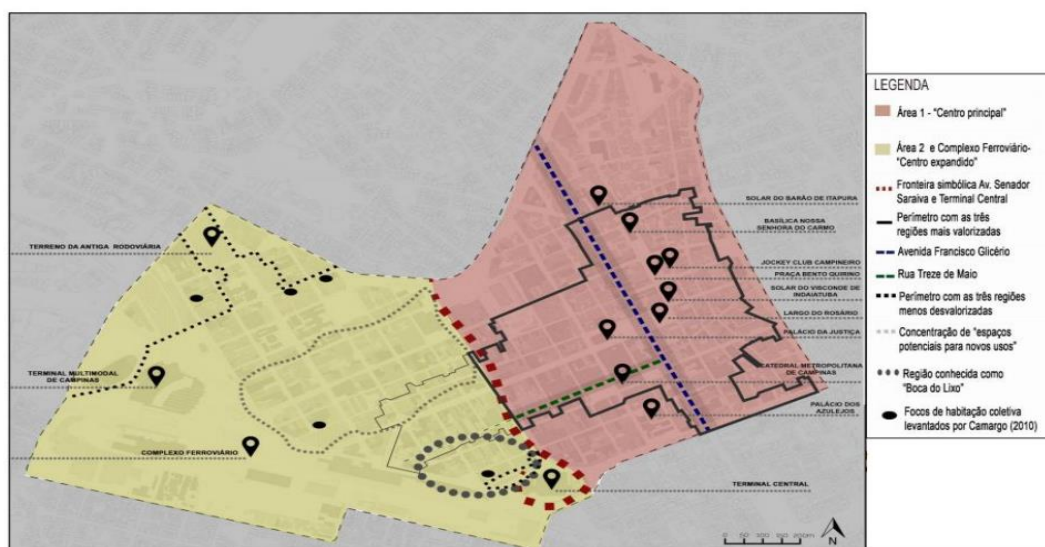 SOLAR DO BARÃO DE ITAPURA
BASÍLICA NOSSA
SENHORA DO CARMO
JOCKEY CLUB CAMPINEIRO
PRAÇA BENTO QUIRINO
SOLAR DO VISCONDE DE
INDAIATUBA
LARGO DO ROSÁRIO
PALÁCIO DA JUSTIÇA
CATEDRAL METROPOLITANA
DE CAMPINAS
PALÁCIO DOS
AZULEJOS
TERMINAL CENTRAL
TERRENO DA ANTIGA RODOVIÁRIA
TERMINAL MULTIMODAL
DE CAMPINAS
COMPLEXO FERROVIÁRIO
0 50 100 150 200m
N
LEGENDA
Área 1 - “Centro principal”
Área 2 e Complexo Ferroviário-
“Centro expandido”
Fronteira simbólica Av. Senador
Saraiva e Terminal Central
Perímetro com as três
regiões mais valorizadas
Avenida Francisco Glicério
Rua Treze de Maio
Perímetro com as três regiões
menos desvalorizadas
Concentração de “espaços
potenciais para novos usos”
Região conhecida como
“Boca do Lixo”
Focos de habitação coletiva
levantados por Camargo (2010)